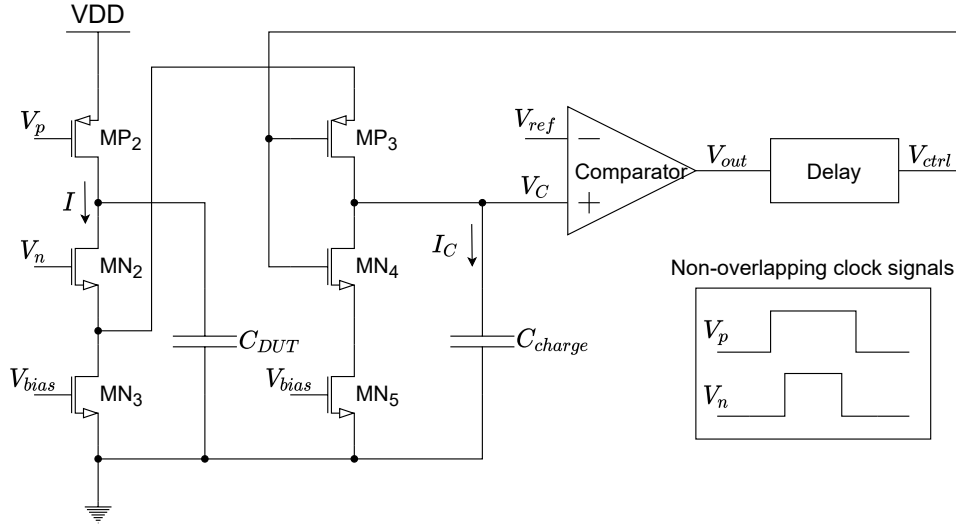 VDD
V_p
MP_2
MP_3
V_ref
Comparator
V_out
Delay
V_ctrl
V_C
I
V_n
MN_2
MN_4
I_C
Non-overlapping clock signals
V_p
C_DUT
C_charge
V_bias
MN_3
V_bias
MN_5
V_n